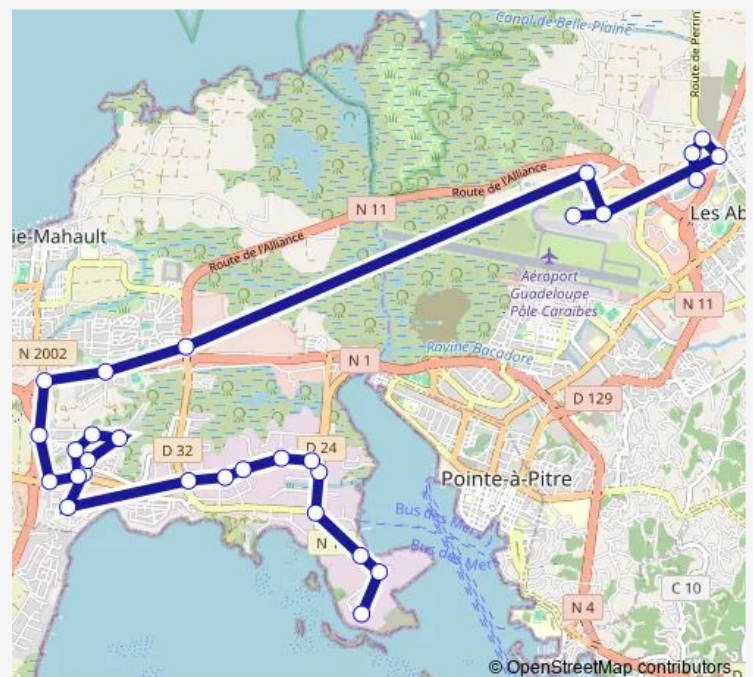 Canal de Belle-Plaine
Route de Perrin
Route de l'Alliance
N 11
Les Ab
ie-Mahault
Route de l'Alliance
Aéroport
Guadeloupe
Pôle Caraïbes
N 11
N 2002
N 1
Ravine Bacadore
D 129
D 32
D 24
Pointe-à-Pitre
Bus des Mers
N
Bus des Mers
C 10
N 4
© OpenStreetMap contributors